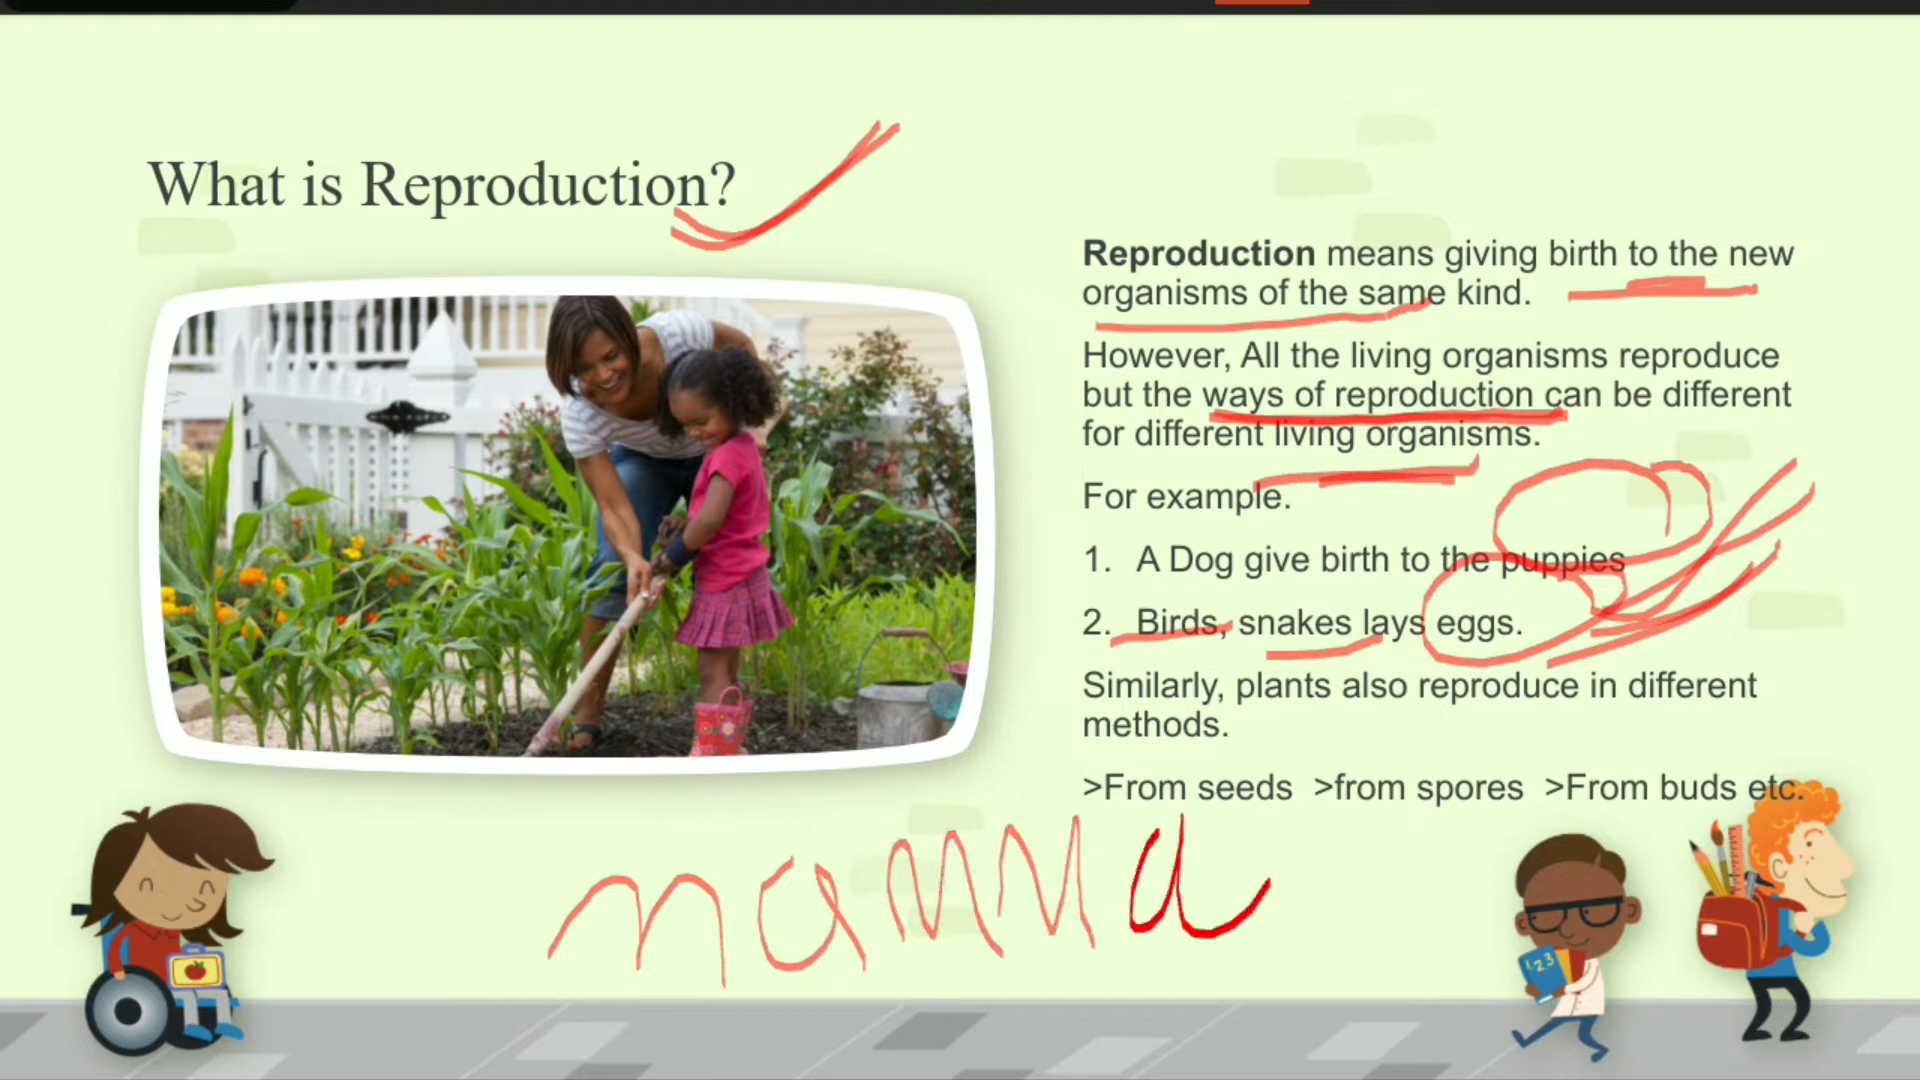 What is Reproduction?
Reproduction means giving birth to the new
organisms of the same kind.
However, All the living organisms reproduce
but the ways of reproduction can be different
for different living organisms.
For example.
1. A Dog give birth to the puppies
2. Birds, snakes lays eggs.
Similarly, plants also reproduce in different
methods.
>From seeds >from spores >From buds etc.
123